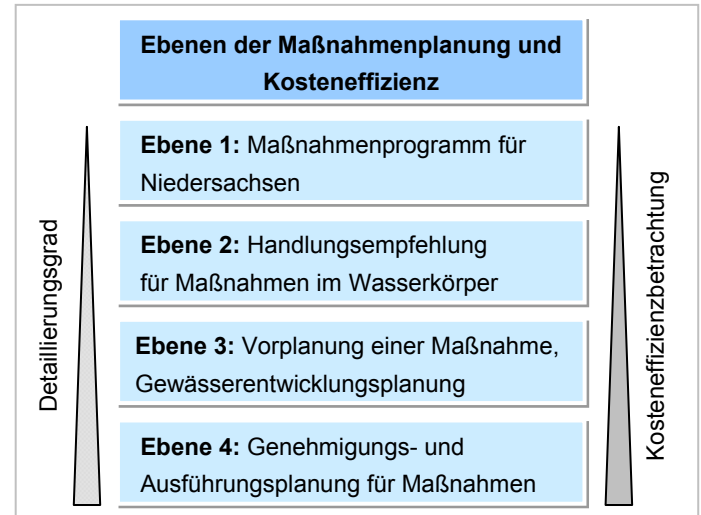 Ebenen der Maßnahmenplanung und
Kosteneffizienz
Ebene 1: Maßnahmenprogramm für
Niedersachsen
Ebene 2: Handlungsempfehlung
für Maßnahmen im Wasserkörper
Ebene 3: Vorplanung einer Maßnahme,
Gewässerentwicklungsplanung
Ebene 4: Genehmigungs- und
Ausführungsplanung für Maßnahmen
Detaillierungsgrad
Kosteneffizienzbetrachtung